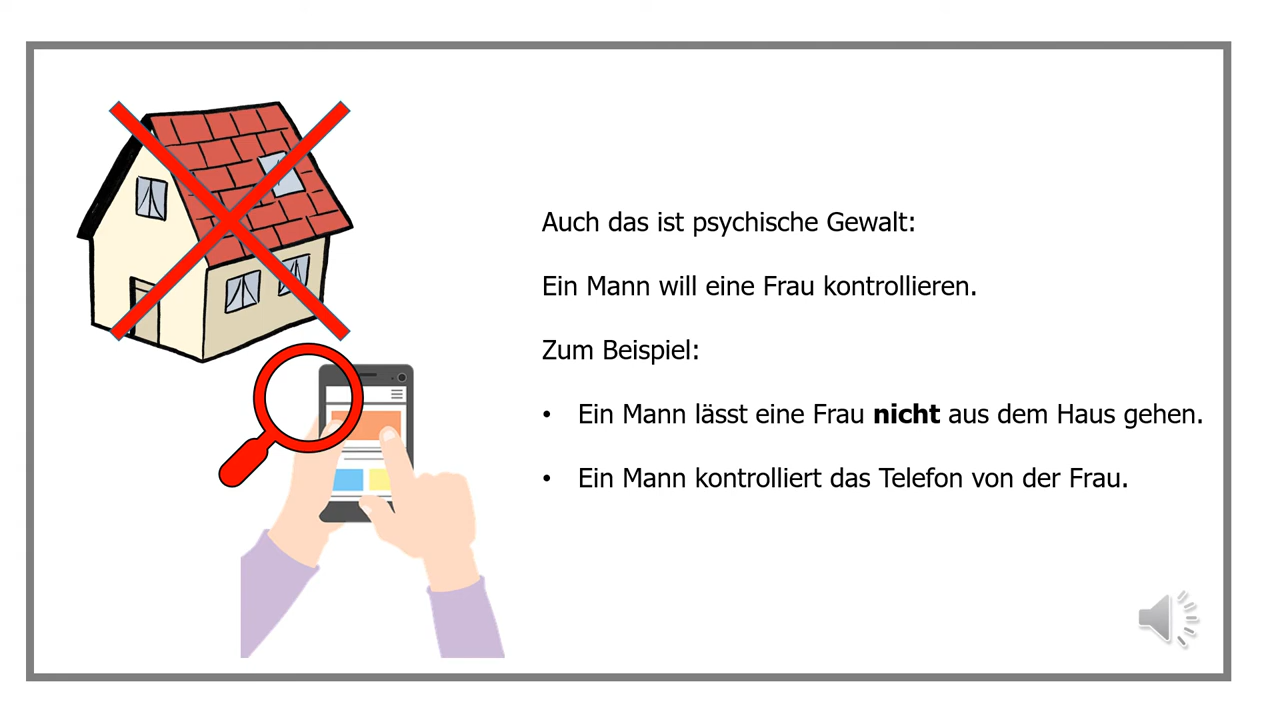 Auch das ist psychische Gewalt:
Ein Mann will eine Frau kontrollieren.
Zum Beispiel:
• Ein Mann lässt eine Frau nicht aus dem Haus gehen.
• Ein Mann kontrolliert das Telefon von der Frau.